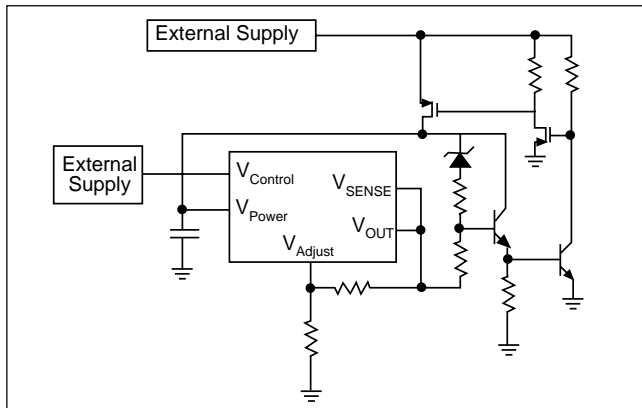 External Supply
External
Supply
VControl
VSENSE
VPower
VOUT
VAdjust